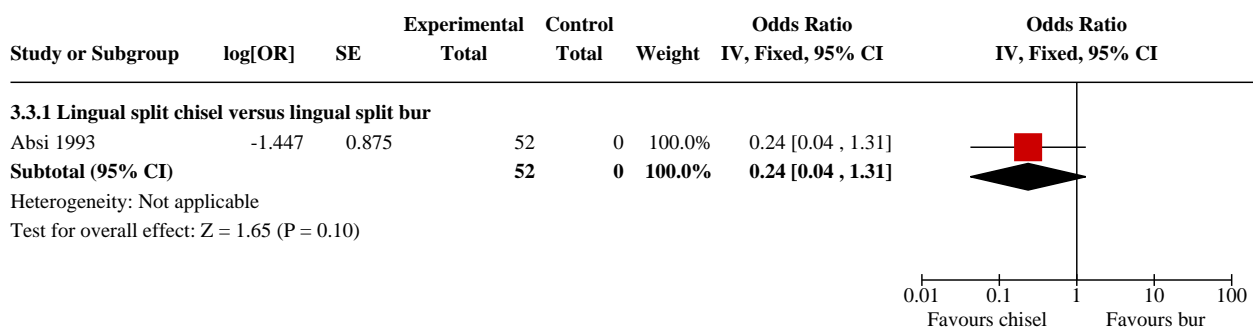 Experimental Control Odds Ratio Odds Ratio
Study or Subgroup log[OR] SE Total Total Weight IV, Fixed, 95% CI IV, Fixed, 95% CI
3.3.1 Lingual split chisel versus lingual split bur
Absi 1993 -1.447 0.875 52 0 100.0% 0.24 [0.04 , 1.31]
Subtotal (95% CI) 52 0 100.0% 0.24 [0.04 , 1.31]
Heterogeneity: Not applicable
Test for overall effect: Z = 1.65 (P = 0.10)
0.01 0.1 1 10 100
Favours chisel Favours bur